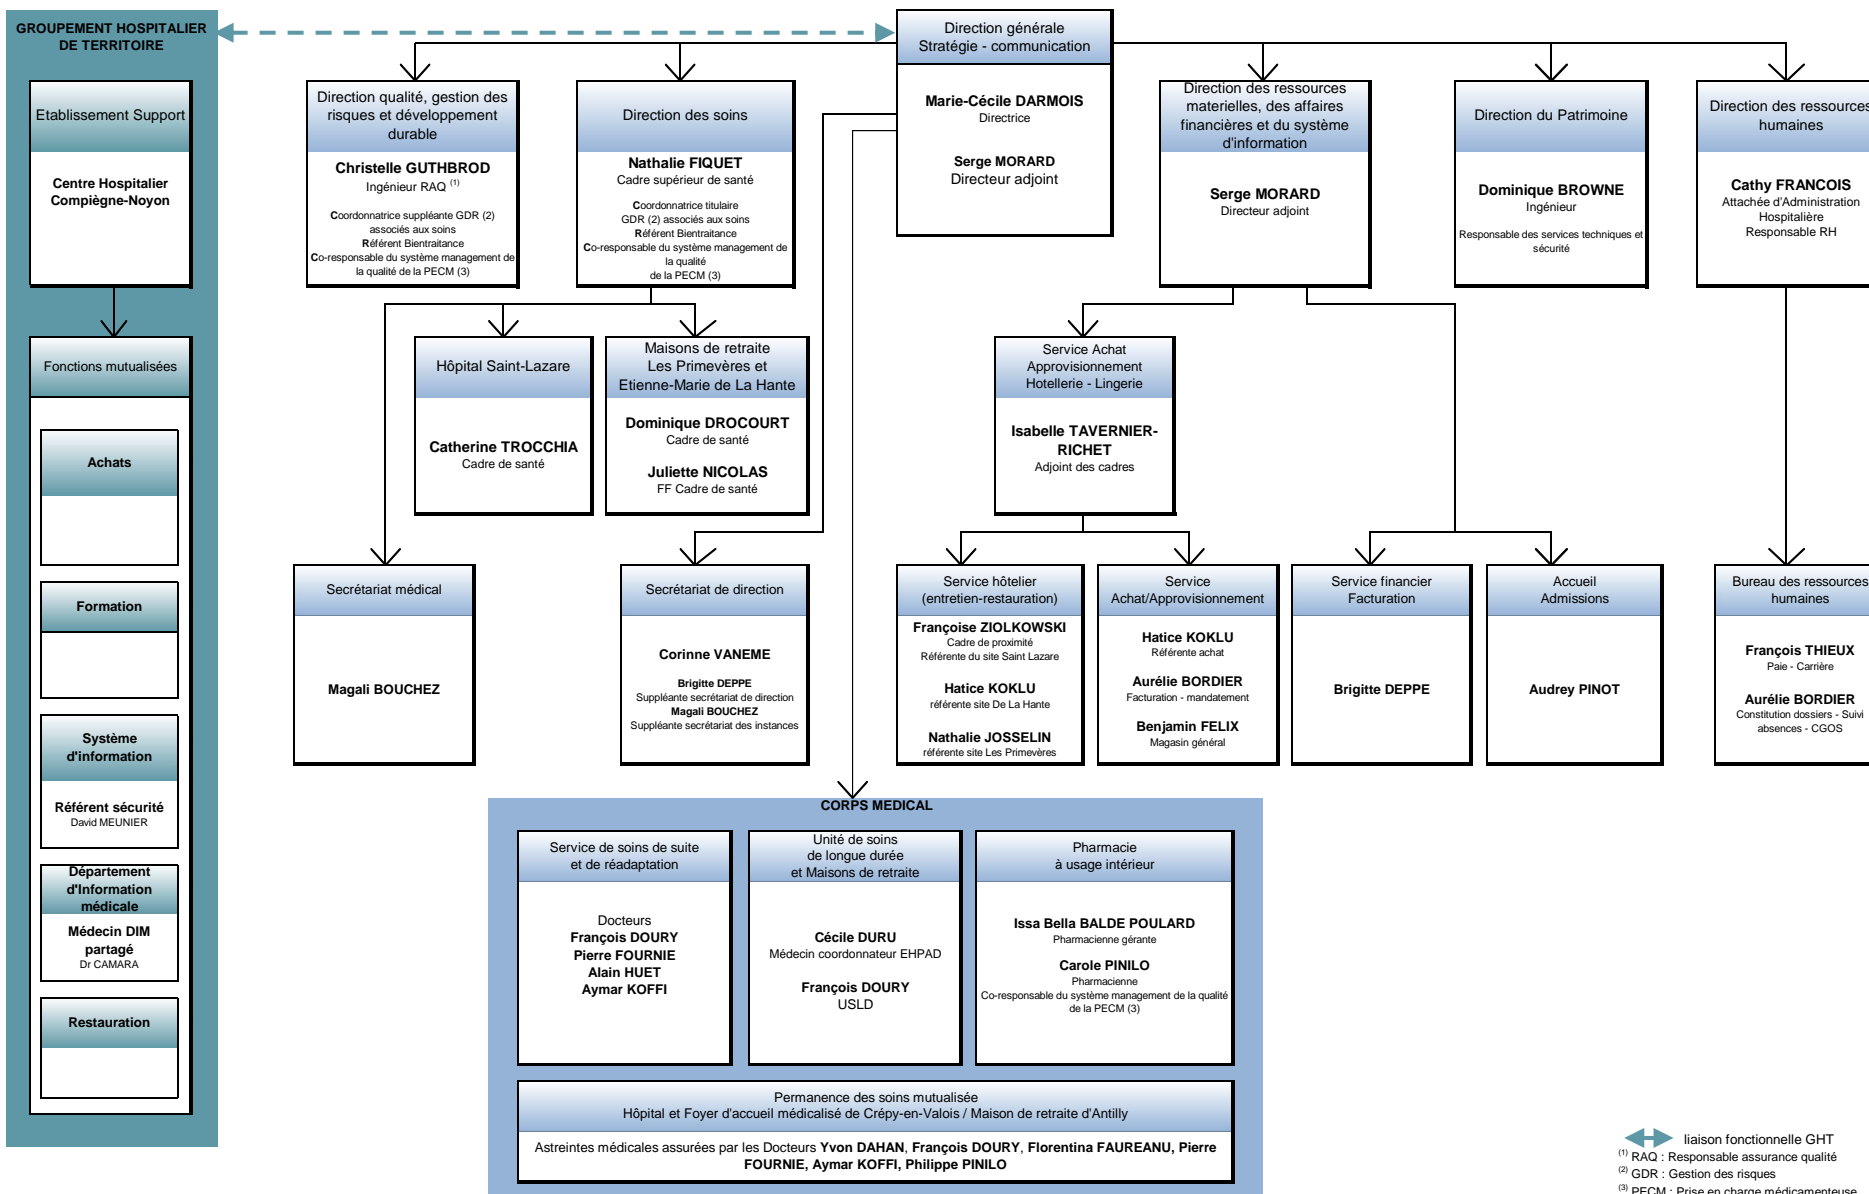 GROUPEMENT HOSPITALIER
DE TERRITOIRE
Etablissement Support
Centre Hospitalier
Compiègne-Noyon
Fonctions mutualisées
Achats
Formation
Système
d'information
Référent sécurité
David MEUNIER
Département
d'Information
médicale
Médecin DIM
partagé
Dr CAMARA
Restauration
Direction générale
Stratégie - communication
Marie-Cécile DARMOIS
Directrice
Serge MORARD
Directeur adjoint
Direction qualité, gestion des
risques et développement
durable
Christelle GUTHBROD
Ingénieur RAQ (1)
Coordonnatrice suppléante GDR (2)
associés aux soins
Référent Bientraitance
Co-responsable du système management de
la qualité de la PECM (3)
Direction des soins
Nathalie FIQUET
Cadre supérieur de santé
Coordonnatrice titulaire
GDR (2) associés aux soins
Référent Bientraitance
Co-responsable du système management de
la qualité
de la PECM (3)
Direction des ressources
materielles, des affaires
financières et du système
d'information
Serge MORARD
Directeur adjoint
Direction du Patrimoine
Dominique BROWNE
Ingénieur
Responsable des services techniques et
sécurité
Direction des ressources
humaines
Cathy FRANCOIS
Attachée d'Administration
Hospitalière
Responsable RH
Hôpital Saint-Lazare
Catherine TROCCHIA
Cadre de santé
Maisons de retraite
Les Primevères et
Etienne-Marie de La Hante
Dominique DROCOURT
Cadre de santé
Juliette NICOLAS
FF Cadre de santé
Service Achat
Approvisionnement
Hotellerie - Lingerie
Isabelle TAVERNIER-
RICHET
Adjoint des cadres
Secrétariat médical
Magali BOUCHEZ
Secrétariat de direction
Corinne VANEME
Brigitte DEPPE
Suppléante secrétariat de direction
Magali BOUCHEZ
Suppléante secrétariat des instances
Service hôtelier
(entretien-restauration)
Françoise ZIOLKOWSKI
Cadre de proximité
Référente du site Saint Lazare
Hatice KOKLU
référente site De La Hante
Nathalie JOSSELIN
référente site Les Primevères
Service
Achat/Approvisionnement
Hatice KOKLU
Référente achat
Aurélie BORDIER
Facturation - mandatement
Benjamin FELIX
Magasin général
Service financier
Facturation
Brigitte DEPPE
Accueil
Admissions
Audrey PINOT
Bureau des ressources
humaines
François THIEUX
Paie - Carrière
Aurélie BORDIER
Constitution dossiers - Suivi
absences - CGOS
CORPS MEDICAL
Service de soins de suite
et de réadaptation
Docteurs
François DOURY
Pierre FOURNIE
Alain HUET
Aymar KOFFI
Unité de soins
de longue durée
et Maisons de retraite
Cécile DURU
Médecin coordonnateur EHPAD
François DOURY
USLD
Pharmacie
à usage intérieur
Issa Bella BALDE POULARD
Pharmacienne gérante
Carole PINILO
Pharmacienne
Co-responsable du système management de la qualité
de la PECM (3)
Permanence des soins mutualisée
Hôpital et Foyer d'accueil médicalisé de Crépy-en-Valois / Maison de retraite d'Antilly
Astreintes médicales assurées par les Docteurs Yvon DAHAN, François DOURY, Florentina FAUREANU, Pierre
FOURNIE, Aymar KOFFI, Philippe PINILO
liaison fonctionnelle GHT
(1) RAQ : Responsable assurance qualité
(2) GDR : Gestion des risques
(3) PECM : Prise en charge médicamenteuse